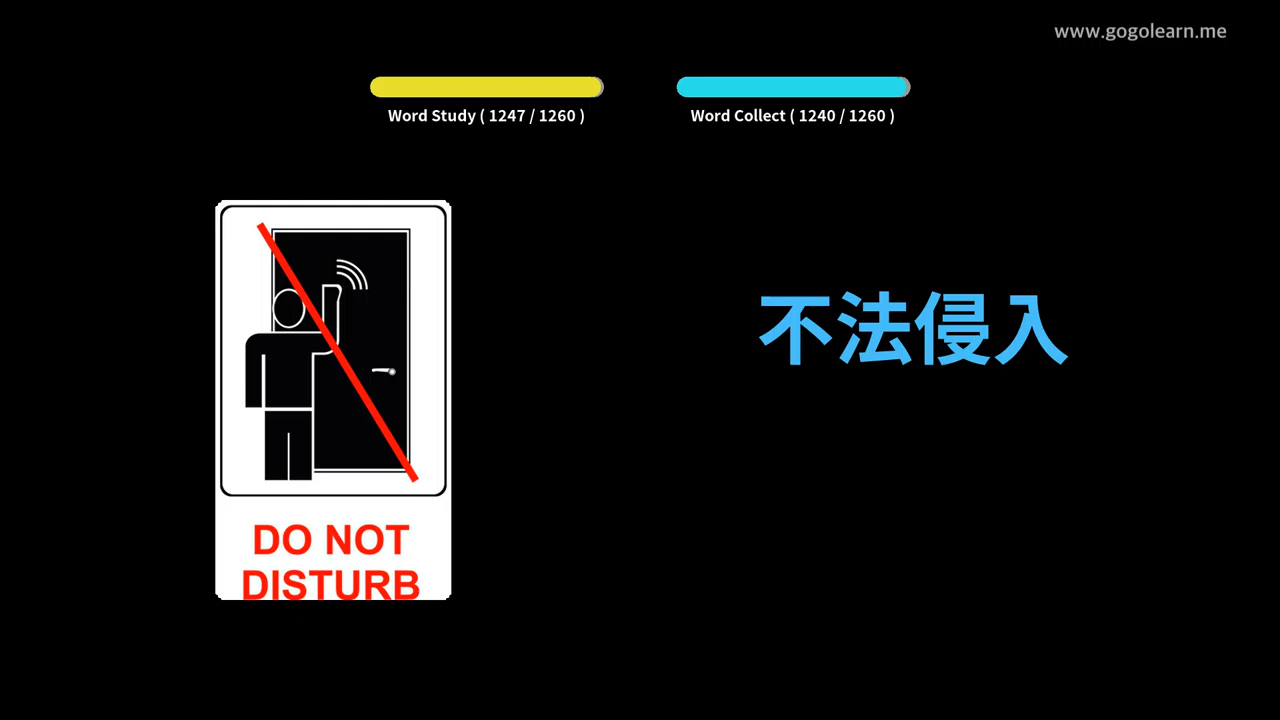 www.gogolearn.me
Word Study ( 1247 / 1260 )
Word Collect ( 1240 / 1260 )
不法侵入
DO NOT
DISTURB